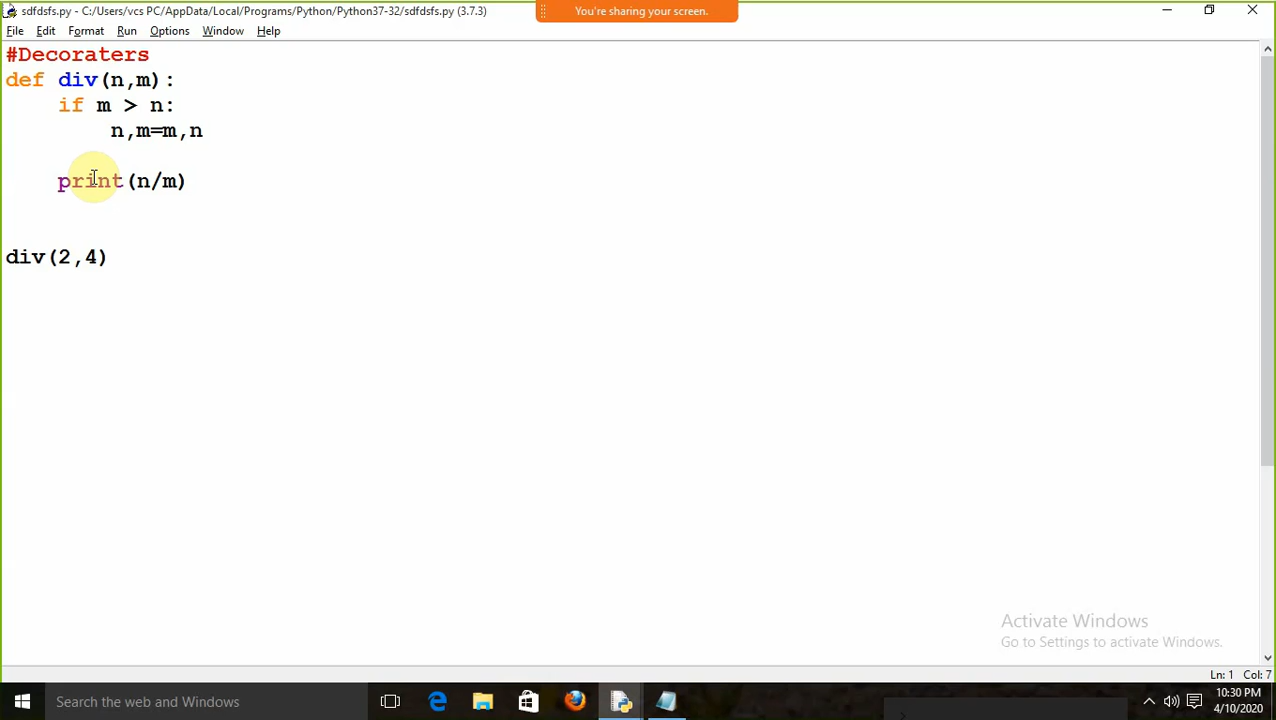 sdfdsfs.py - C:/Users/vcs PC/AppData/Local/Programs/Python/Python37-32/sdfdsfs.py (3.7.3)
You're sharing your screen.
File Edit Format Run Options Window Help
#Decoraters
def div(n,m):
    if m > n:
        n,m=m,n
    print(n/m)
div(2,4)
Activate Windows
Go to Settings to activate Windows.
Ln: 1 Col: 7
Search the web and Windows
10:30 PM
4/10/2020